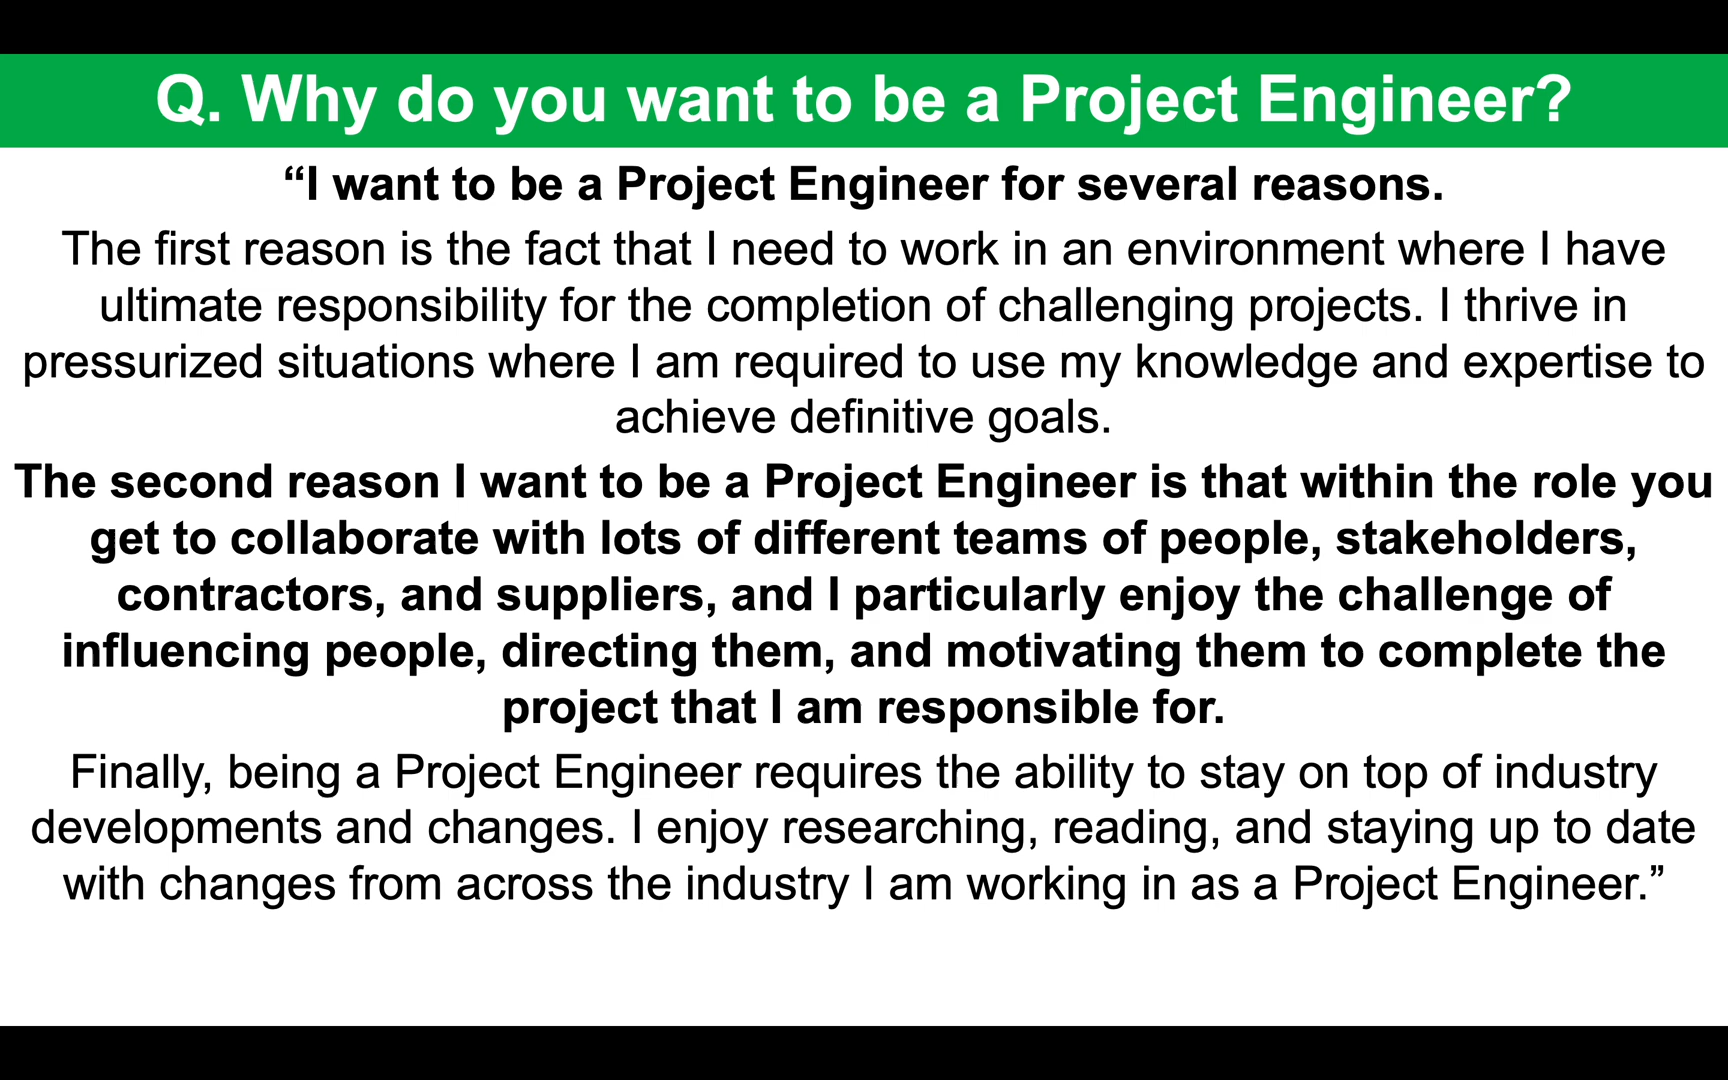 Q. Why do you want to be a Project Engineer?
“I want to be a Project Engineer for several reasons.
The first reason is the fact that I need to work in an environment where I have
ultimate responsibility for the completion of challenging projects. I thrive in
pressurized situations where I am required to use my knowledge and expertise to
achieve definitive goals.
The second reason I want to be a Project Engineer is that within the role you
get to collaborate with lots of different teams of people, stakeholders,
contractors, and suppliers, and I particularly enjoy the challenge of
influencing people, directing them, and motivating them to complete the
project that I am responsible for.
Finally, being a Project Engineer requires the ability to stay on top of industry
developments and changes. I enjoy researching, reading, and staying up to date
with changes from across the industry I am working in as a Project Engineer.”